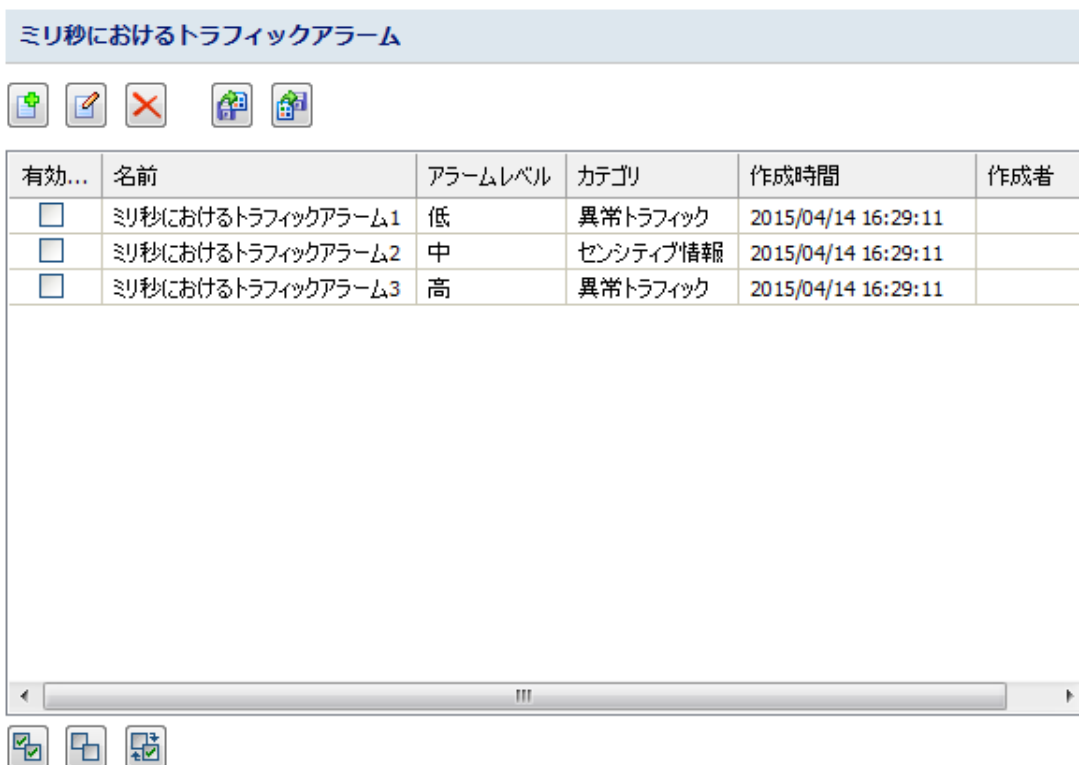 ミリ秒におけるトラフィックアラーム
有効... 名前 アラームレベル カテゴリ 作成時間 作成者
ミリ秒におけるトラフィックアラーム1 低 異常トラフィック 2015/04/14 16:29:11
ミリ秒におけるトラフィックアラーム2 中 センシティブ情報 2015/04/14 16:29:11
ミリ秒におけるトラフィックアラーム3 高 異常トラフィック 2015/04/14 16:29:11